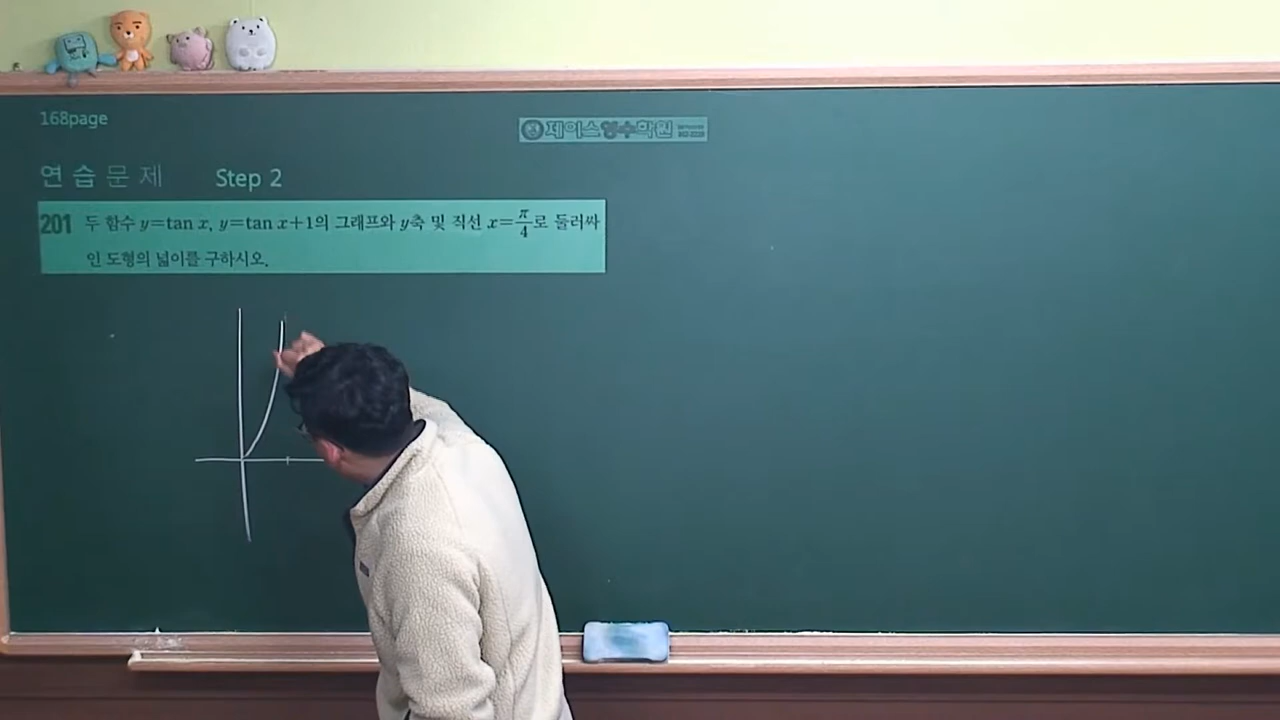 168page
제이스영수학원
연습문제 Step 2
201 두 함수 y=tan x, y=tan x+1의 그래프와 y축 및 직선 x=π/4로 둘러싸
인 도형의 넓이를 구하시오.